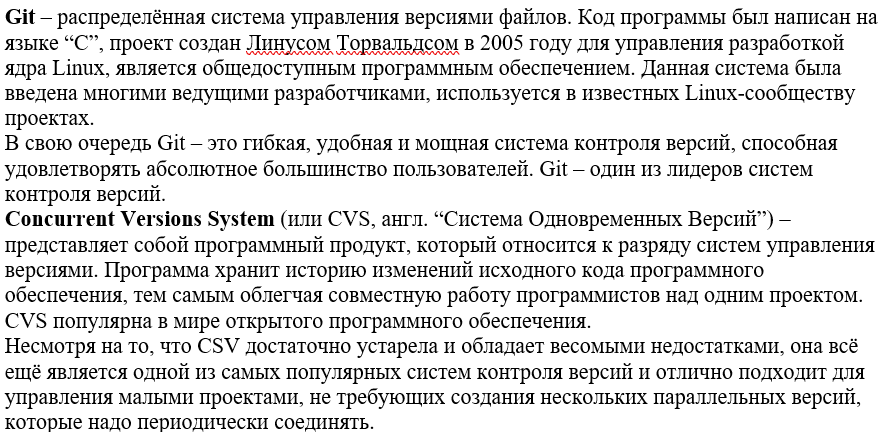 Git – распределённая система управления версиями файлов. Код программы был написан на
языке “C”, проект создан Линусом Торвальдсом в 2005 году для управления разработкой
ядра Linux, является общедоступным программным обеспечением. Данная система была
введена многими ведущими разработчиками, используется в известных Linux-сообществу
проектах.
В свою очередь Git – это гибкая, удобная и мощная система контроля версий, способная
удовлетворять абсолютное большинство пользователей. Git – один из лидеров систем
контроля версий.
Concurrent Versions System (или CVS, англ. “Система Одновременных Версий”) –
представляет собой программный продукт, который относится к разряду систем управления
версиями. Программа хранит историю изменений исходного кода программного
обеспечения, тем самым облегчая совместную работу программистов над одним проектом.
CVS популярна в мире открытого программного обеспечения.
Несмотря на то, что CSV достаточно устарела и обладает весомыми недостатками, она всё
ещё является одной из самых популярных систем контроля версий и отлично подходит для
управления малыми проектами, не требующих создания нескольких параллельных версий,
которые надо периодически соединять.